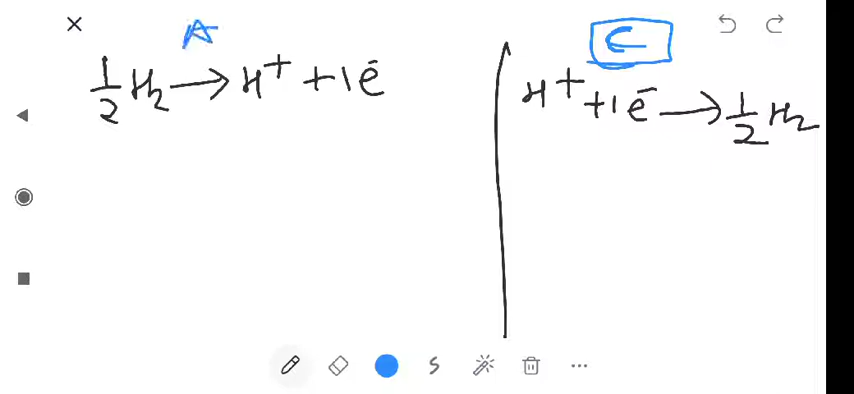 A
½H₂ → H⁺ + 1e⁻
C
H⁺ + 1e⁻ → ½H₂